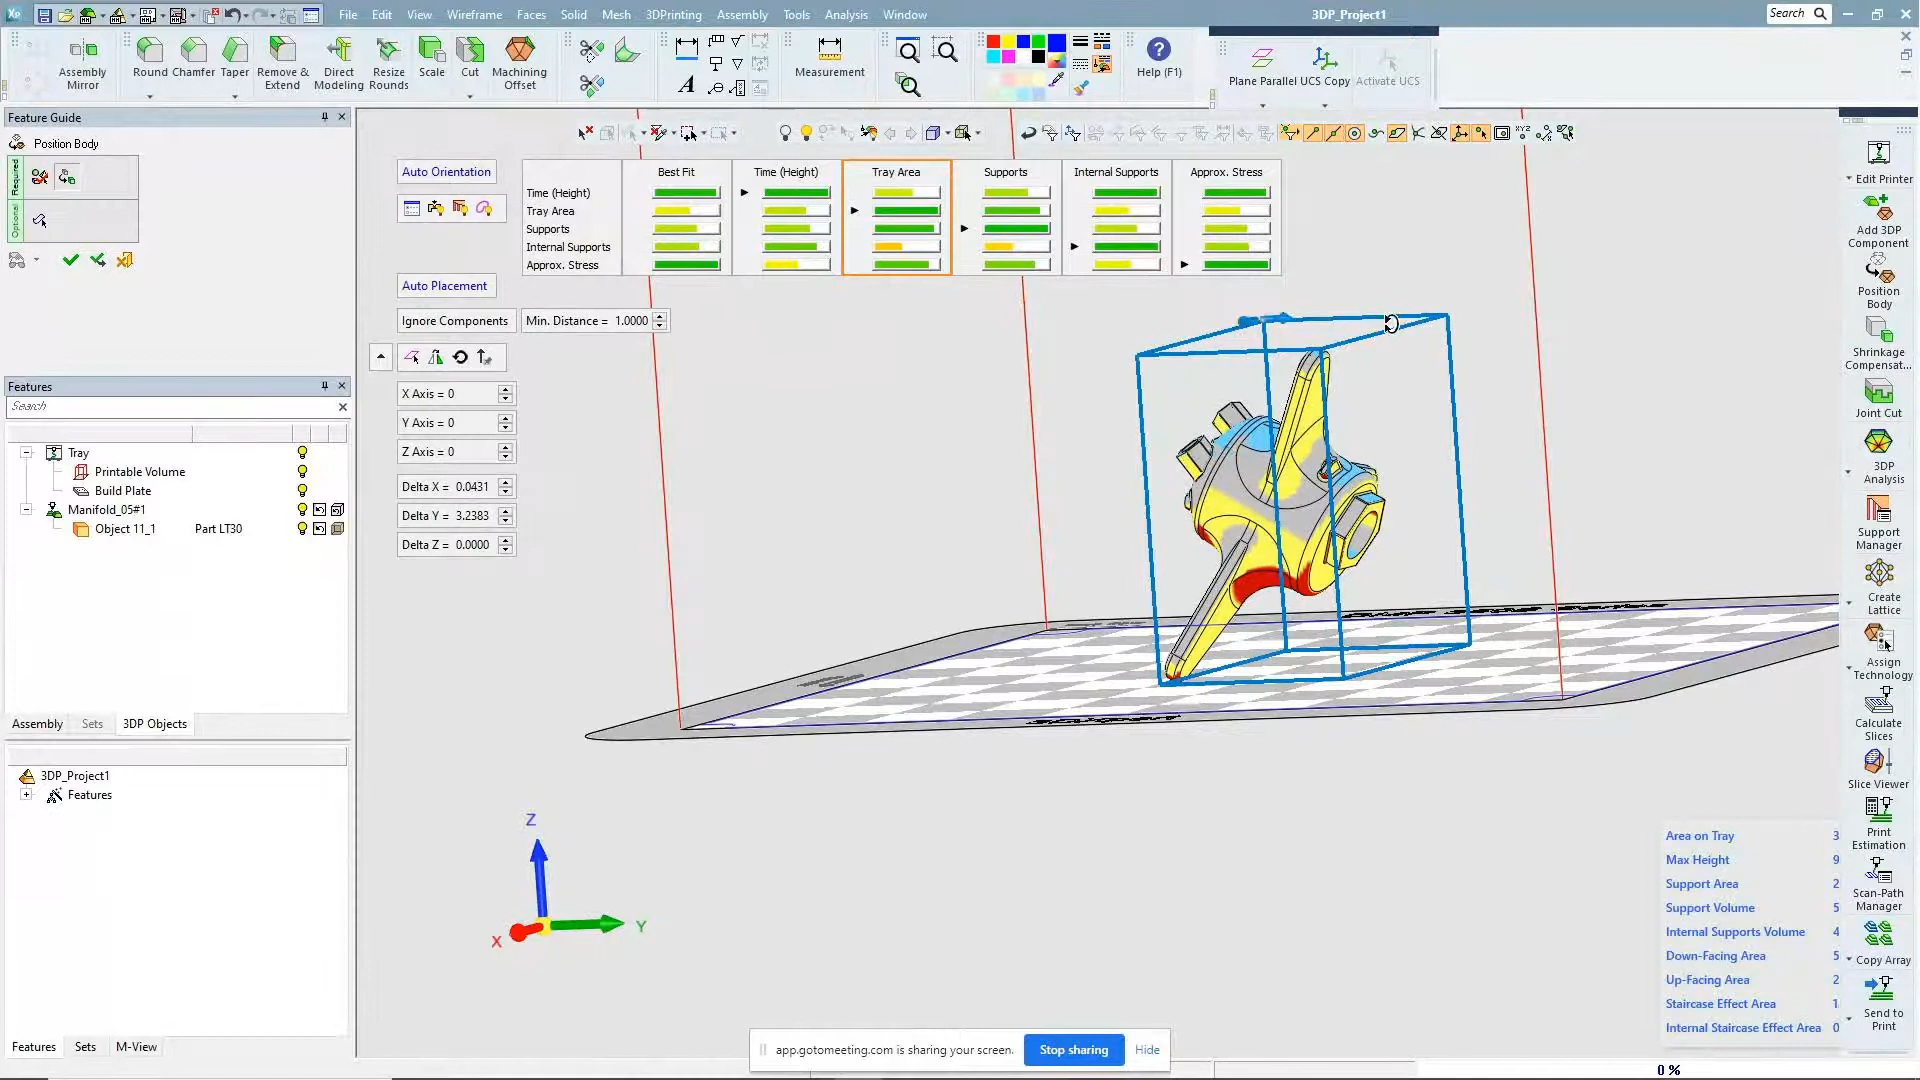 File Edit View Wireframe Faces Solid Mesh 3DPrinting Assembly Tools Analysis Window
3DP_Project1
Search
Assembly Mirror
Round
Chamfer
Taper
Remove & Extend
Direct Modeling
Resize Rounds
Scale
Cut
Machining Offset
Measurement
Help (F1)
Plane Parallel
UCS Copy
Activate UCS
Feature Guide
Position Body
Required
Optional
Features
Search
Tray
Printable Volume
Build Plate
Manifold_05#1
Object 11_1 Part LT30
Assembly Sets 3DP Objects
3DP_Project1
Features
Features Sets M-View
Auto Orientation
Best Fit Time (Height) Tray Area Supports Internal Supports Approx. Stress
Time (Height)
Tray Area
Supports
Internal Supports
Approx. Stress
Auto Placement
Ignore Components Min. Distance = 1.0000
X Axis = 0
Y Axis = 0
Z Axis = 0
Delta X = 0.0431
Delta Y = 3.2383
Delta Z = 0.0000
Z
Y
X
Edit Printer
Add 3DP Component
Position Body
Shrinkage Compensat...
Joint Cut
3DP Analysis
Support Manager
Create Lattice
Assign Technology
Calculate Slices
Slice Viewer
Print Estimation
Scan-Path Manager
Copy Array
Send to Print
Area on Tray 3
Max Height 9
Support Area 2
Support Volume 5
Internal Supports Volume 4
Down-Facing Area 5
Up-Facing Area 2
Staircase Effect Area 1
Internal Staircase Effect Area 0
app.gotomeeting.com is sharing your screen. Stop sharing Hide
0 %